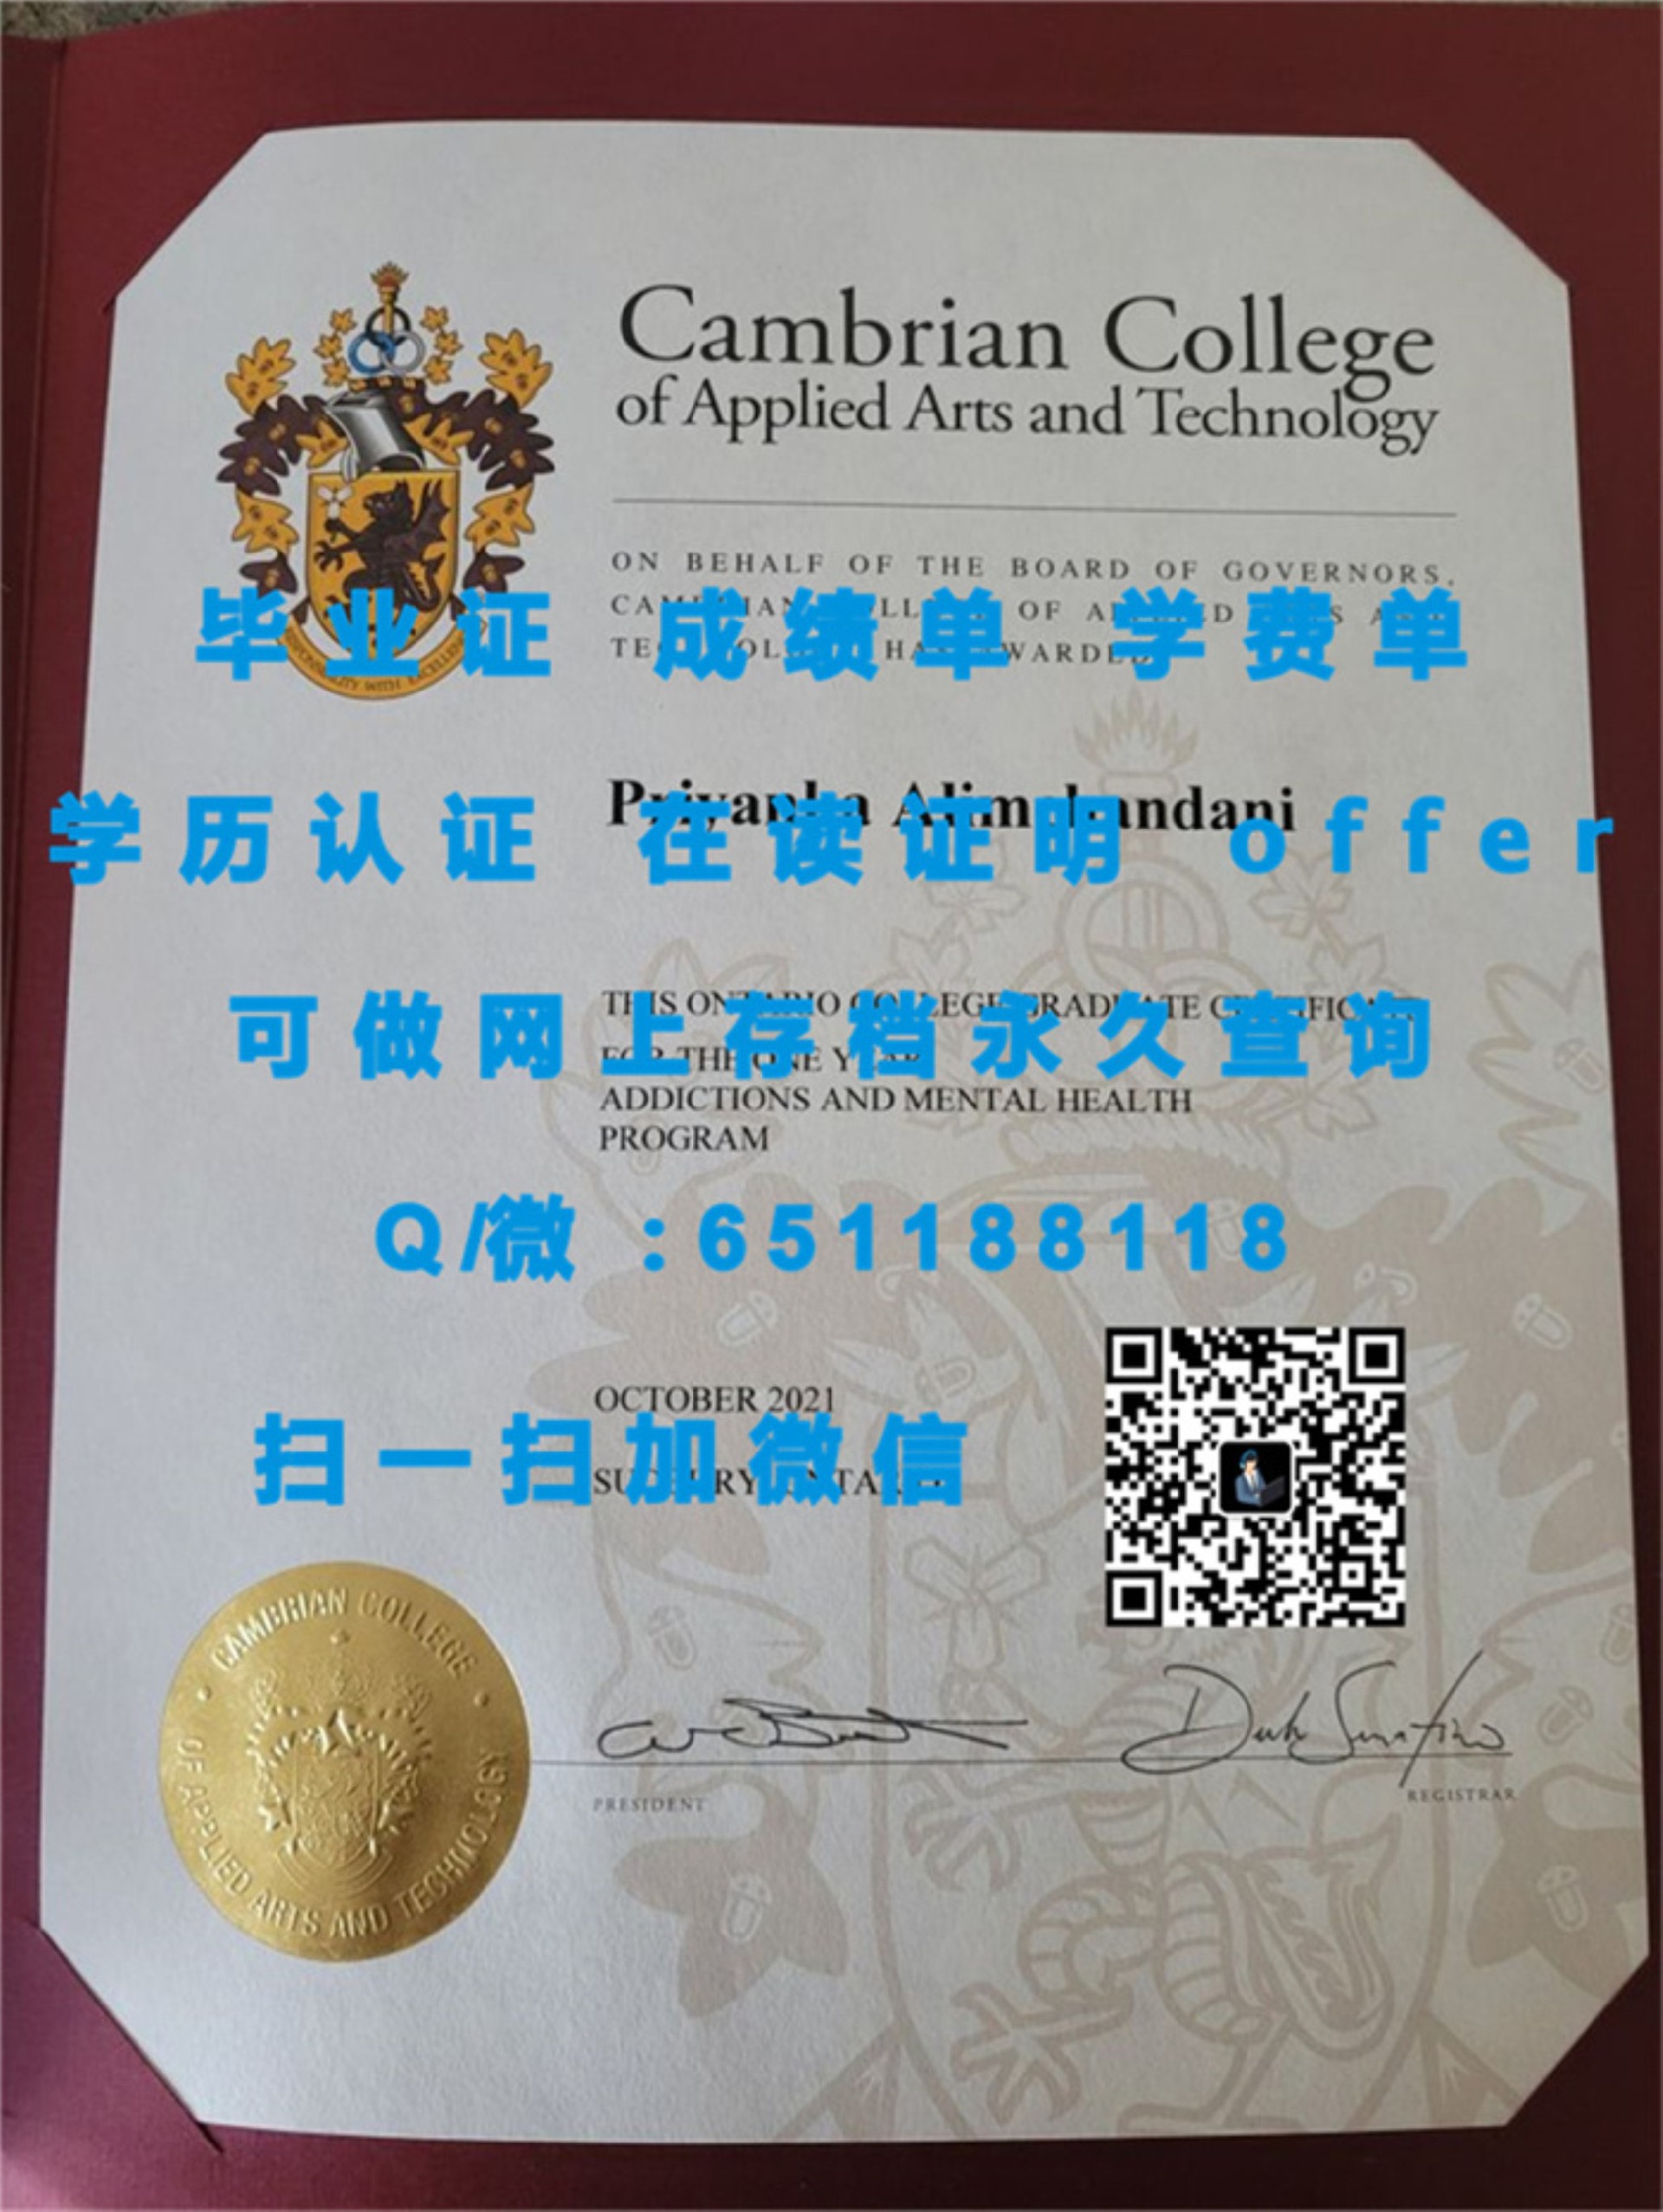 Cambrian College
of Applied Arts and Technology
ON BEHALF OF THE BOARD OF GOVERNORS,
OF
毕业证 成绩单 学费单
Priyanka
学历认证 在读证明 offer
可做网上存档永久查询
ADDICTIONS AND MENTAL HEALTH
PROGRAM
Q/微:651188118
OCTOBER 2021
扫一扫加微信
CAMBRIAN COLLEGE
OF APPLIED ARTS AND TECHNOLOGY
PRESIDENT
REGISTRAR